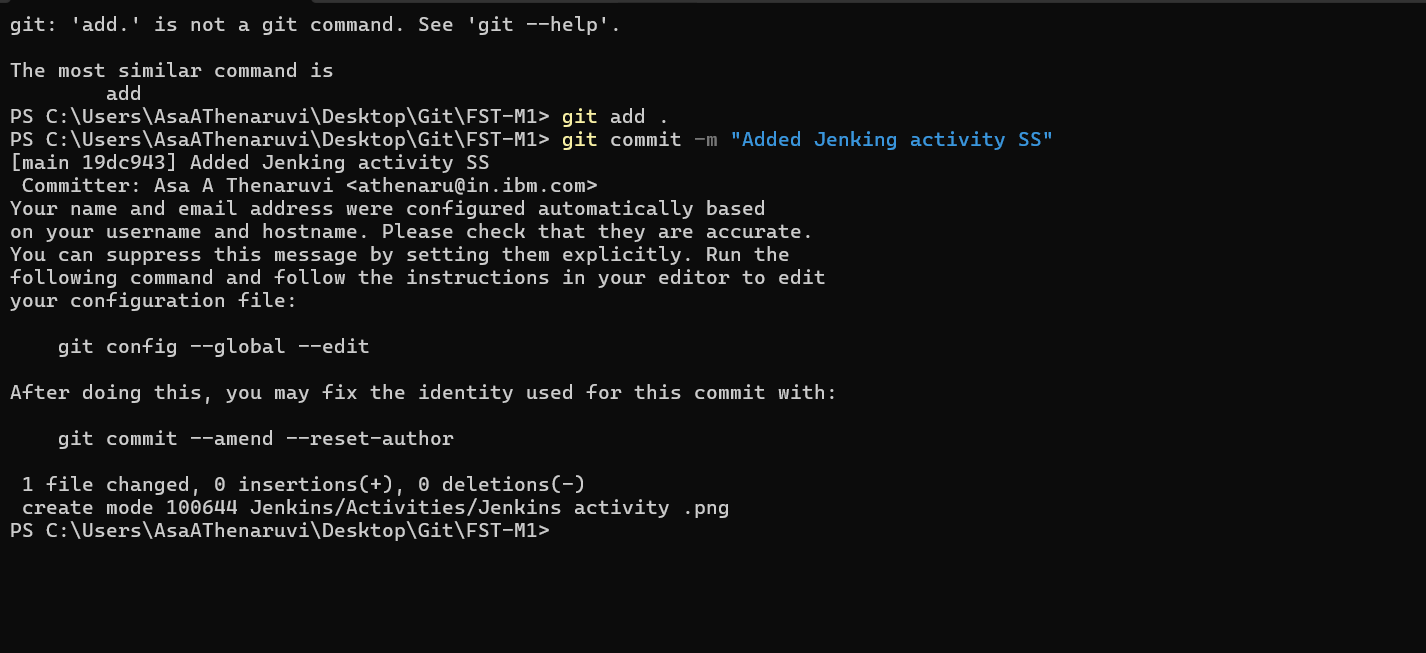 git: 'add.' is not a git command. See 'git --help'.
The most similar command is
        add
PS C:\Users\AsaAThenaruvi\Desktop\Git\FST-M1> git add .
PS C:\Users\AsaAThenaruvi\Desktop\Git\FST-M1> git commit -m "Added Jenking activity SS"
[main 19dc943] Added Jenking activity SS
 Committer: Asa A Thenaruvi <athenaru@in.ibm.com>
Your name and email address were configured automatically based
on your username and hostname. Please check that they are accurate.
You can suppress this message by setting them explicitly. Run the
following command and follow the instructions in your editor to edit
your configuration file:
    git config --global --edit
After doing this, you may fix the identity used for this commit with:
    git commit --amend --reset-author
 1 file changed, 0 insertions(+), 0 deletions(-)
 create mode 100644 Jenkins/Activities/Jenkins activity .png
PS C:\Users\AsaAThenaruvi\Desktop\Git\FST-M1>